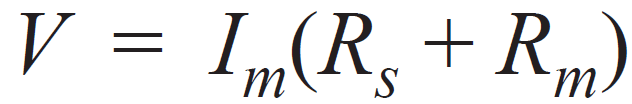 V = I_m(R_s + R_m)